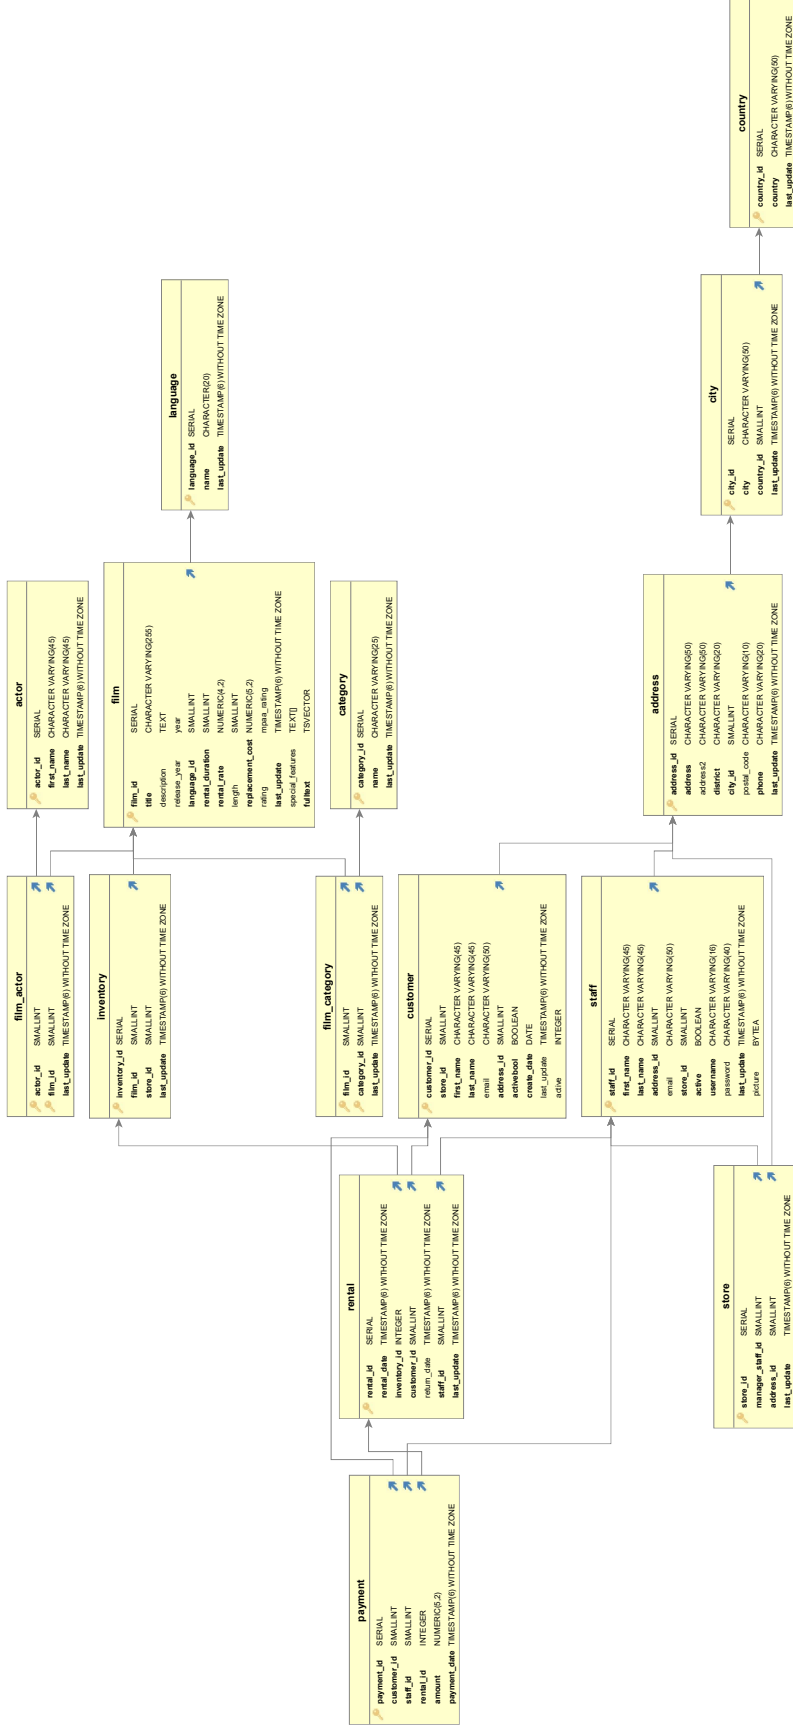 country
country_id SERIAL
country CHARACTER VARYING(50)
last_update TIMESTAMP(6) WITHOUT TIME ZONE
language
language_id SERIAL
name CHARACTER(20)
last_update TIMESTAMP(6) WITHOUT TIME ZONE
city
city_id SERIAL
city CHARACTER VARYING(50)
country_id SMALLINT
last_update TIMESTAMP(6) WITHOUT TIME ZONE
actor
actor_id SERIAL
first_name CHARACTER VARYING(45)
last_name CHARACTER VARYING(45)
last_update TIMESTAMP(6) WITHOUT TIME ZONE
film
film_id SERIAL
title CHARACTER VARYING(255)
description TEXT
release_year year
language_id SMALLINT
rental_duration SMALLINT
rental_rate NUMERIC(4,2)
length SMALLINT
replacement_cost NUMERIC(5,2)
rating mpaa_rating
last_update TIMESTAMP(6) WITHOUT TIME ZONE
special_features TEXT[]
fulltext TSVECTOR
category
category_id SERIAL
name CHARACTER VARYING(25)
last_update TIMESTAMP(6) WITHOUT TIME ZONE
address
address_id SERIAL
address CHARACTER VARYING(50)
address2 CHARACTER VARYING(50)
district CHARACTER VARYING(20)
city_id SMALLINT
postal_code CHARACTER VARYING(10)
phone CHARACTER VARYING(20)
last_update TIMESTAMP(6) WITHOUT TIME ZONE
film_actor
actor_id SMALLINT
film_id SMALLINT
last_update TIMESTAMP(6) WITHOUT TIME ZONE
inventory
inventory_id SERIAL
film_id SMALLINT
store_id SMALLINT
last_update TIMESTAMP(6) WITHOUT TIME ZONE
film_category
film_id SMALLINT
category_id SMALLINT
last_update TIMESTAMP(6) WITHOUT TIME ZONE
customer
customer_id SERIAL
store_id SMALLINT
first_name CHARACTER VARYING(45)
last_name CHARACTER VARYING(45)
email CHARACTER VARYING(50)
address_id SMALLINT
activebool BOOLEAN
create_date DATE
last_update TIMESTAMP(6) WITHOUT TIME ZONE
active INTEGER
staff
staff_id SERIAL
first_name CHARACTER VARYING(45)
last_name CHARACTER VARYING(45)
address_id SMALLINT
email CHARACTER VARYING(50)
store_id SMALLINT
active BOOLEAN
username CHARACTER VARYING(16)
password CHARACTER VARYING(40)
last_update TIMESTAMP(6) WITHOUT TIME ZONE
picture BYTEA
rental
rental_id SERIAL
rental_date TIMESTAMP(6) WITHOUT TIME ZONE
inventory_id INTEGER
customer_id SMALLINT
return_date TIMESTAMP(6) WITHOUT TIME ZONE
staff_id SMALLINT
last_update TIMESTAMP(6) WITHOUT TIME ZONE
store
store_id SERIAL
manager_staff_id SMALLINT
address_id SMALLINT
last_update TIMESTAMP(6) WITHOUT TIME ZONE
payment
payment_id SERIAL
customer_id SMALLINT
staff_id SMALLINT
rental_id INTEGER
amount NUMERIC(5,2)
payment_date TIMESTAMP(6) WITHOUT TIME ZONE